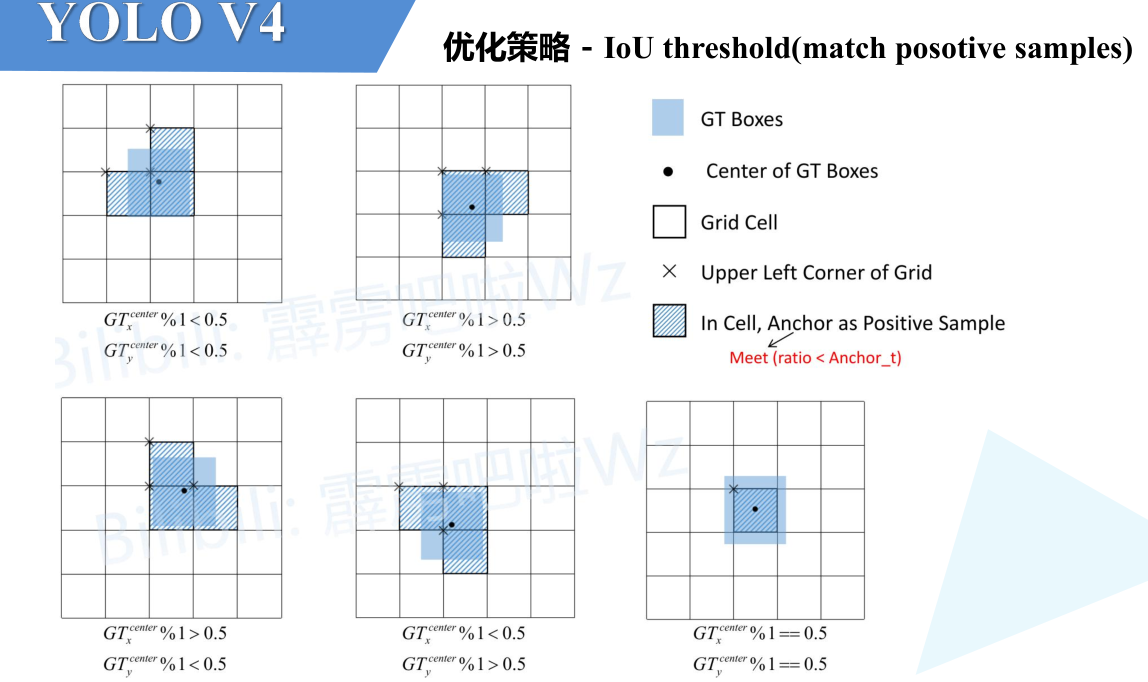 YOLO V4
优化策略 - IoU threshold(match posotive samples)
GT Boxes
Center of GT Boxes
Grid Cell
Upper Left Corner of Grid
In Cell, Anchor as Positive Sample
Meet (ratio < Anchor_t)
GT_x^center %1 < 0.5
GT_y^center %1 < 0.5
GT_x^center %1 > 0.5
GT_y^center %1 > 0.5
Bilibili: 霹雳吧啦Wz
GT_x^center %1 > 0.5
GT_y^center %1 < 0.5
GT_x^center %1 < 0.5
GT_y^center %1 > 0.5
GT_x^center %1 == 0.5
GT_y^center %1 == 0.5
Bilibili: 霹雳吧啦Wz